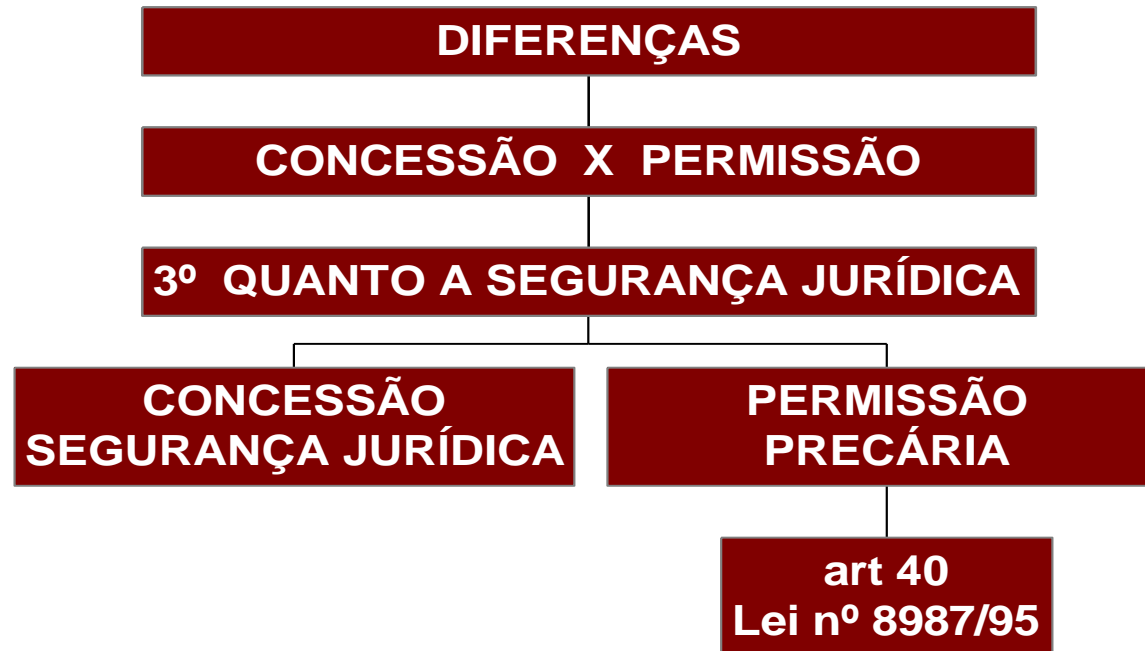 DIFERENÇAS
CONCESSÃO X PERMISSÃO
3º QUANTO A SEGURANÇA JURÍDICA
CONCESSÃO
SEGURANÇA JURÍDICA
PERMISSÃO
PRECÁRIA
art 40
Lei nº 8987/95